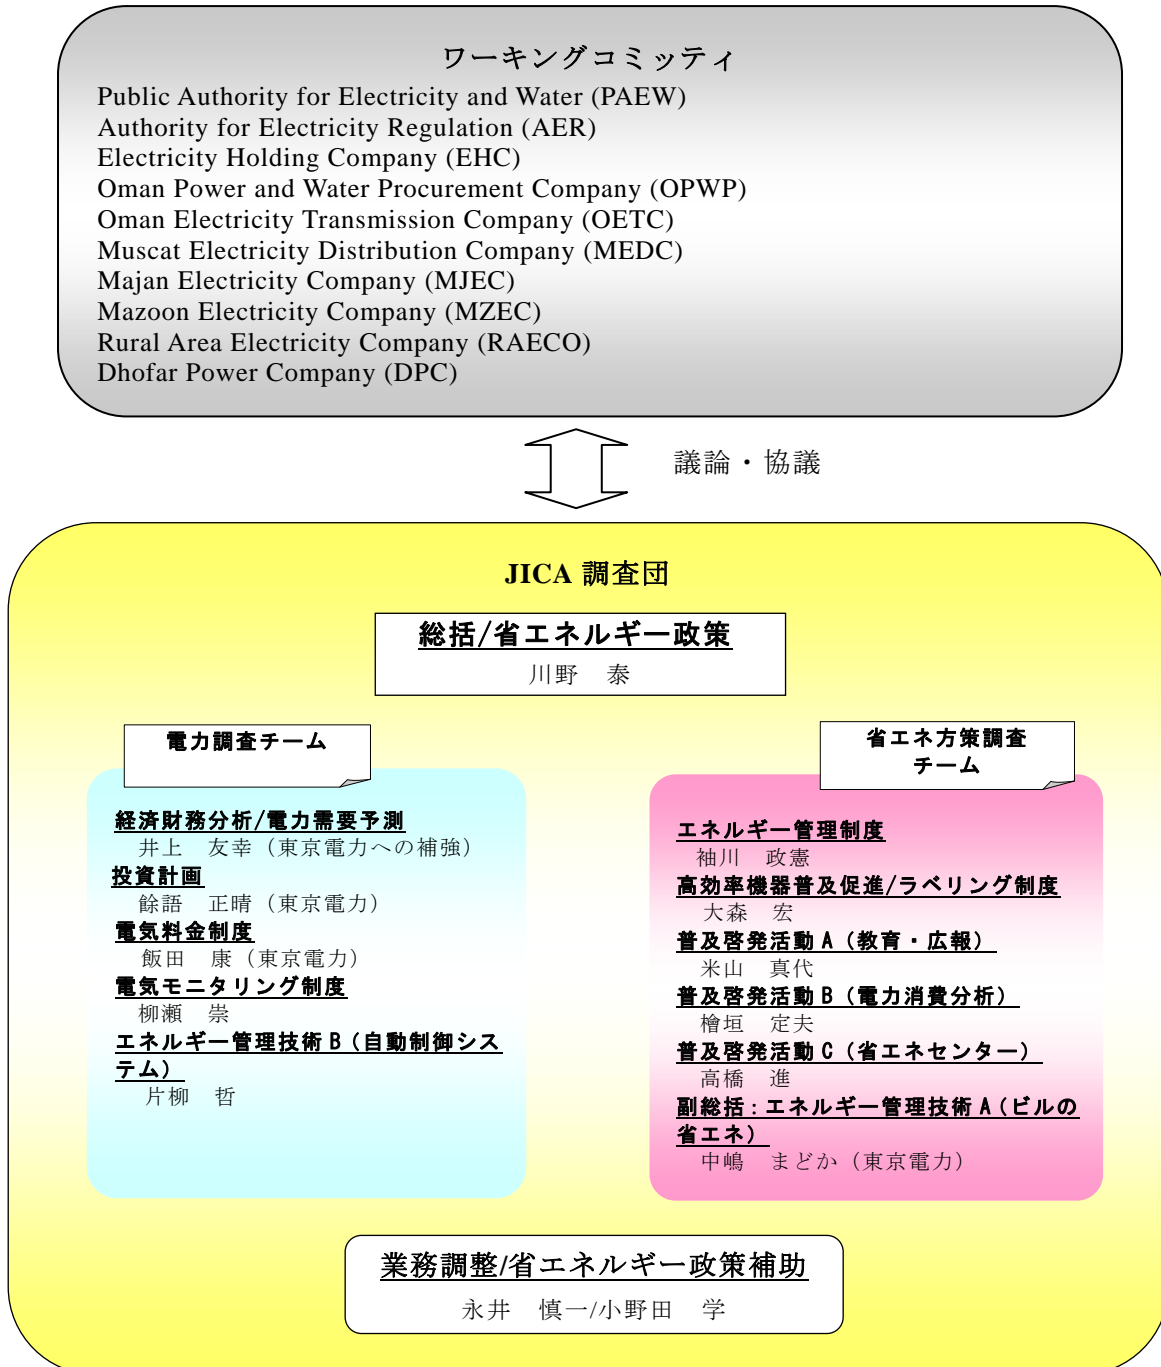 ワーキングコミッティ
Public Authority for Electricity and Water (PAEW)
Authority for Electricity Regulation (AER)
Electricity Holding Company (EHC)
Oman Power and Water Procurement Company (OPWP)
Oman Electricity Transmission Company (OETC)
Muscat Electricity Distribution Company (MEDC)
Majan Electricity Company (MJEC)
Mazoon Electricity Company (MZEC)
Rural Area Electricity Company (RAECO)
Dhofar Power Company (DPC)
議論・協議
JICA 調査団
総括/省エネルギー政策
川野　泰
電力調査チーム
経済財務分析/電力需要予測
井上　友幸（東京電力への補強）
投資計画
餘語　正晴（東京電力）
電気料金制度
飯田　康（東京電力）
電気モニタリング制度
柳瀬　崇
エネルギー管理技術 B（自動制御シス
テム）
片柳　哲
省エネ方策調査
チーム
エネルギー管理制度
袖川　政憲
高効率機器普及促進/ラベリング制度
大森　宏
普及啓発活動 A（教育・広報）
米山　真代
普及啓発活動 B（電力消費分析）
檜垣　定夫
普及啓発活動 C（省エネセンター）
高橋　進
副総括：エネルギー管理技術 A（ビルの
省エネ）
中嶋　まどか（東京電力）
業務調整/省エネルギー政策補助
永井　慎一/小野田　学